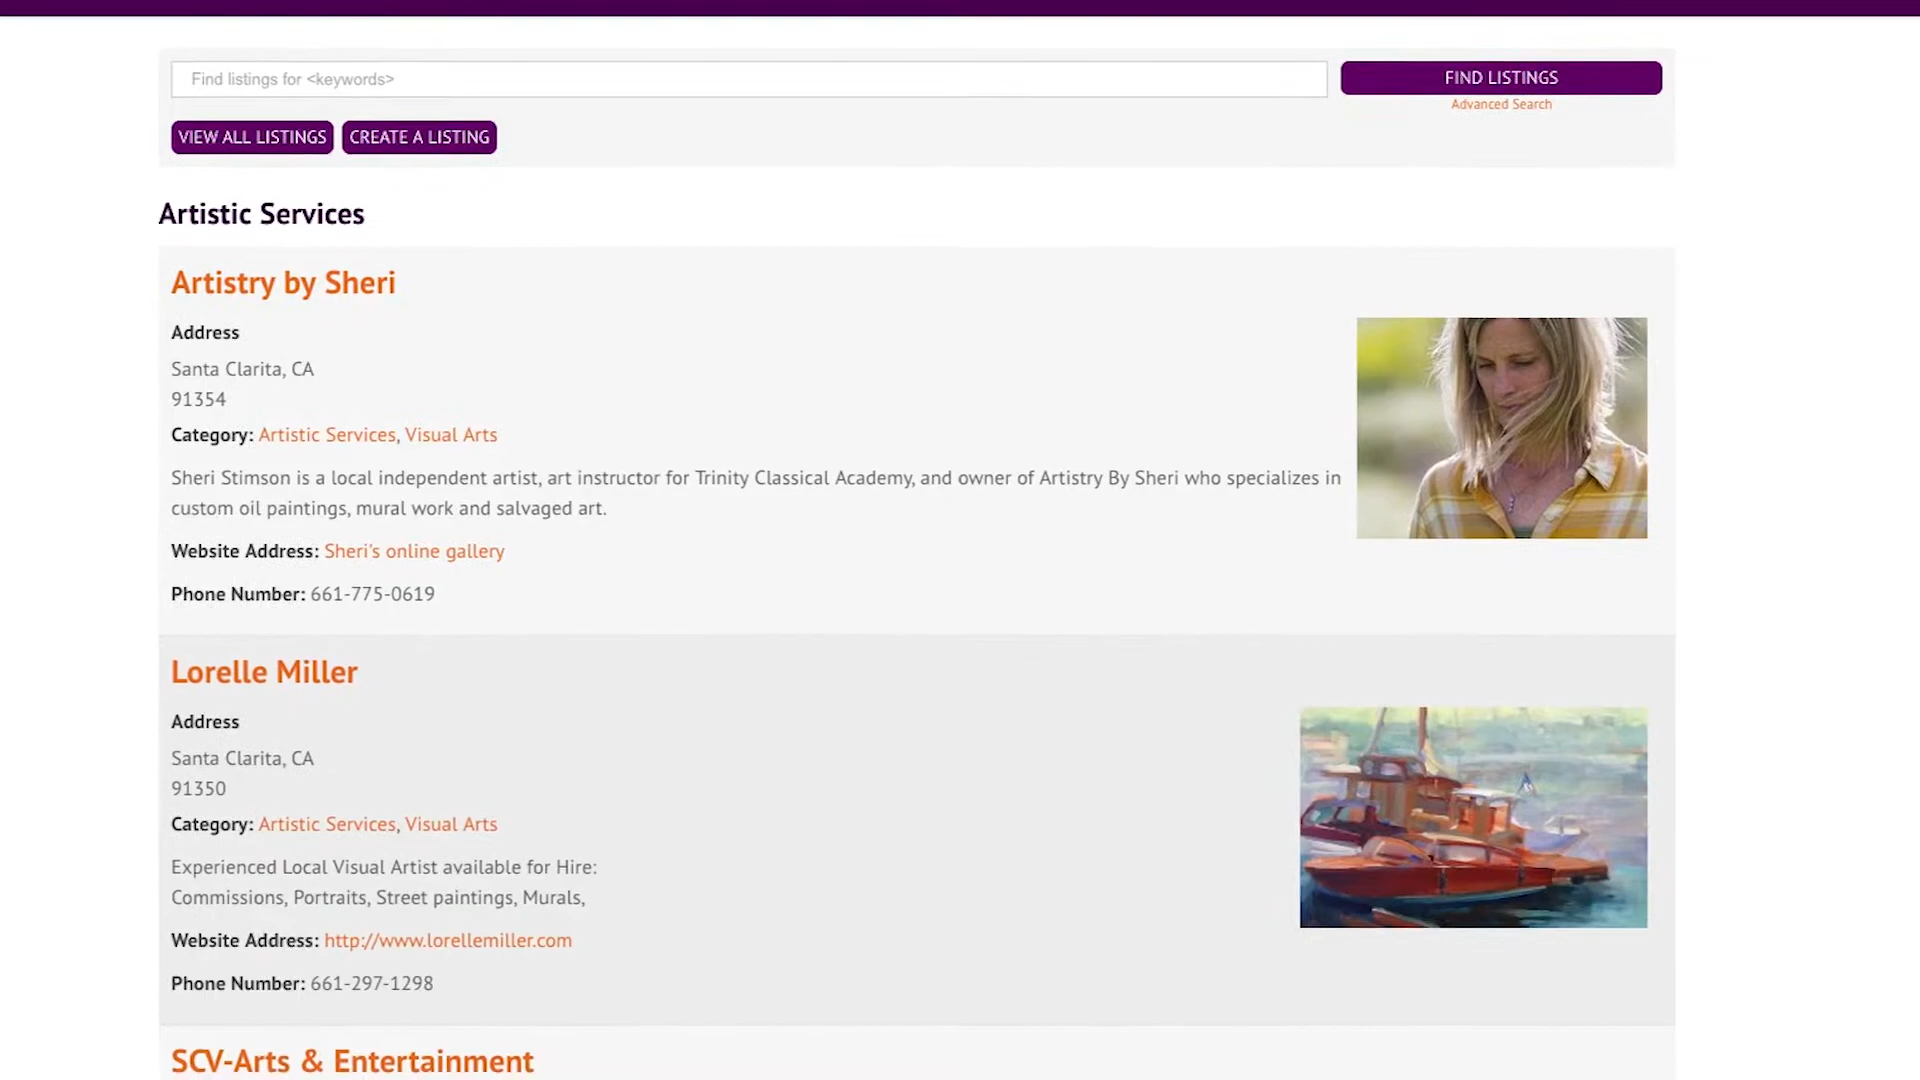 Find listings for <keywords>
FIND LISTINGS
Advanced Search
VIEW ALL LISTINGS
CREATE A LISTING
Artistic Services
Artistry by Sheri
Address
Santa Clarita, CA
91354
Category: Artistic Services, Visual Arts
Sheri Stimson is a local independent artist, art instructor for Trinity Classical Academy, and owner of Artistry By Sheri who specializes in
custom oil paintings, mural work and salvaged art.
Website Address: Sheri's online gallery
Phone Number: 661-775-0619
Lorelle Miller
Address
Santa Clarita, CA
91350
Category: Artistic Services, Visual Arts
Experienced Local Visual Artist available for Hire:
Commissions, Portraits, Street paintings, Murals,
Website Address: http://www.lorellemiller.com
Phone Number: 661-297-1298
SCV-Arts & Entertainment